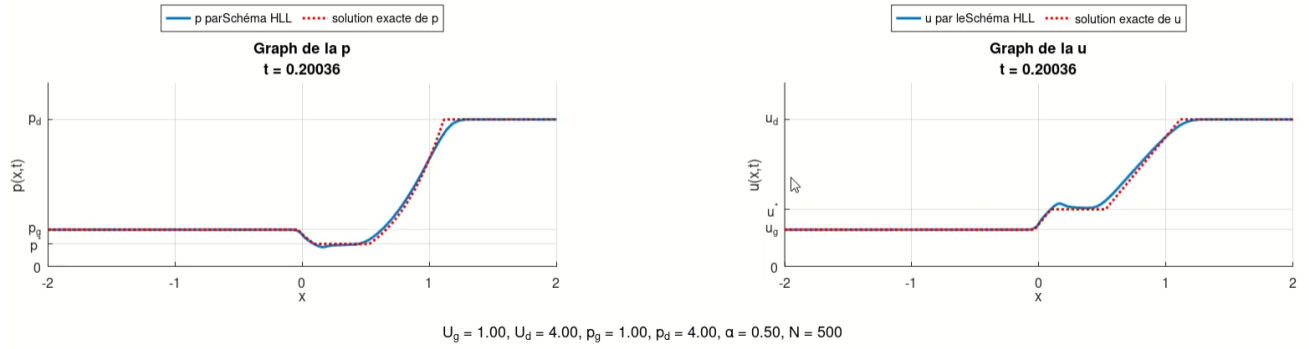 p parSchéma HLL solution exacte de p
Graph de la p
t = 0.20036
p_d
p(x,t)
p_g
p
0
-2 -1 0 1 2
x
u par leSchéma HLL solution exacte de u
Graph de la u
t = 0.20036
u_d
u(x,t)
u*
u_g
0
-2 -1 0 1 2
x
U_g = 1.00, U_d = 4.00, p_g = 1.00, p_d = 4.00, α = 0.50, N = 500